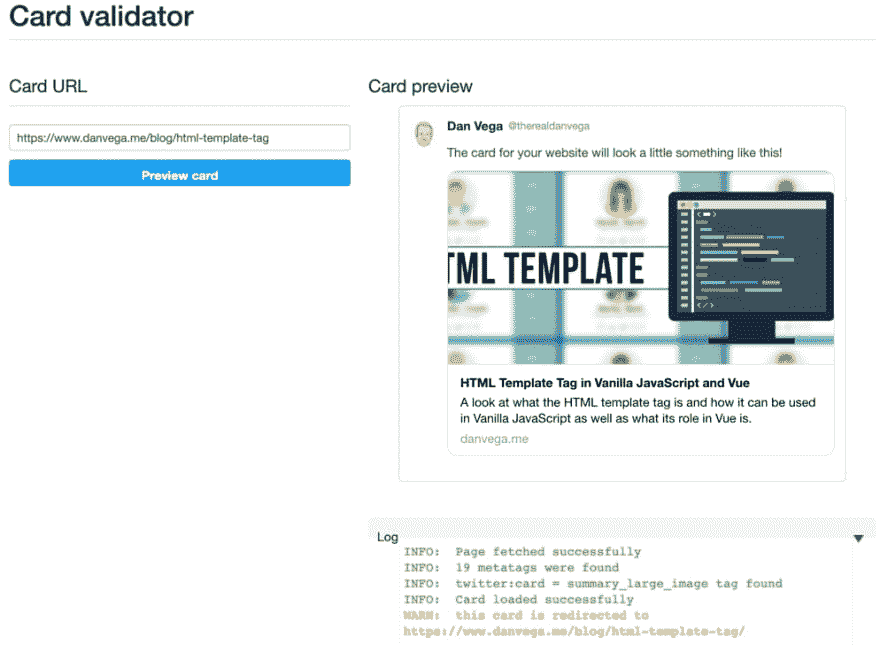 Card validator
Card URL
https://www.danvega.me/blog/html-template-tag
Preview card
Card preview
Dan Vega @therealdanvega
The card for your website will look a little something like this!
TML TEMPLATE
HTML Template Tag in Vanilla JavaScript and Vue
A look at what the HTML template tag is and how it can be used
in Vanilla JavaScript as well as what its role in Vue is.
danvega.me
Log
INFO: Page fetched successfully
INFO: 19 metatags were found
INFO: twitter:card = summary_large_image tag found
INFO: Card loaded successfully
WARN: this card is redirected to
https://www.danvega.me/blog/html-template-tag/